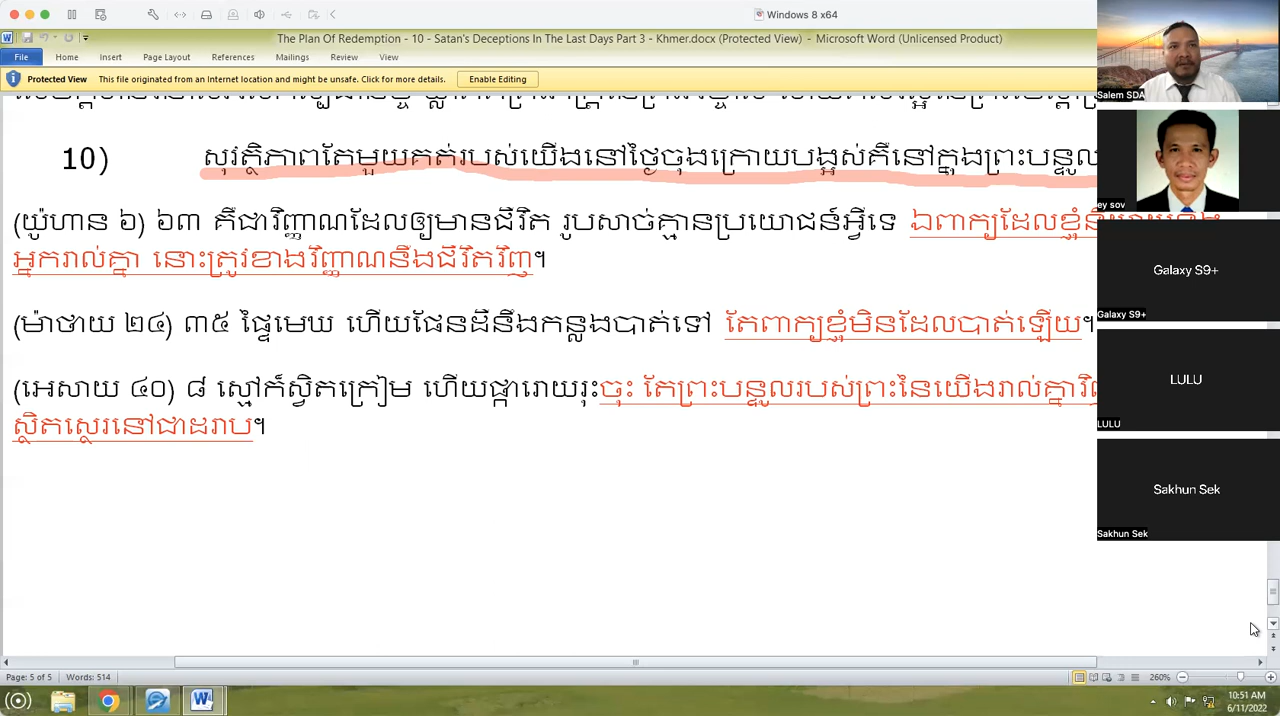 Windows 8 x64
The Plan Of Redemption - 10 - Satan's Deceptions In The Last Days Part 3 - Khmer.docx (Protected View) - Microsoft Word (Unlicensed Product)
File Home Insert Page Layout References Mailings Review View
Protected View This file originated from an Internet location and might be unsafe. Click for more details. Enable Editing
10) សុវត្ថិភាពតែមួយគត់របស់យើងនៅថ្ងៃចុងក្រោយបង្អស់គឺនៅក្នុងព្រះបន្ទូល
(យ៉ូហាន ៦) ៦៣ គឺជាវិញ្ញាណដែលឲ្យមានជីវិត រូបសាច់គ្មានប្រយោជន៍អ្វីទេ ឯពាក្យដែលខ្ញុំ
អ្នករាល់គ្នា នោះត្រូវខាងវិញ្ញាណនឹងជីវិតវិញ។
(ម៉ាថាយ ២៤) ៣៥ ផ្ទៃមេឃ ហើយផែនដីនឹងកន្លងបាត់ទៅ តែពាក្យខ្ញុំមិនដែលបាត់ឡើយ។
(អេសាយ ៤០) ៨ ស្មៅក៏ស្វិតក្រៀម ហើយផ្ការោយរុះចុះ តែព្រះបន្ទូលរបស់ព្រះនៃយើងរាល់គ្នា
ស្ថិតស្ថេរនៅជាដរាប។
Salem SDA
ey sov
Galaxy S9+
Galaxy S9+
LULU
LULU
Sakhun Sek
Sakhun Sek
Page: 5 of 5 Words: 514 260%
10:51 AM
6/11/2022